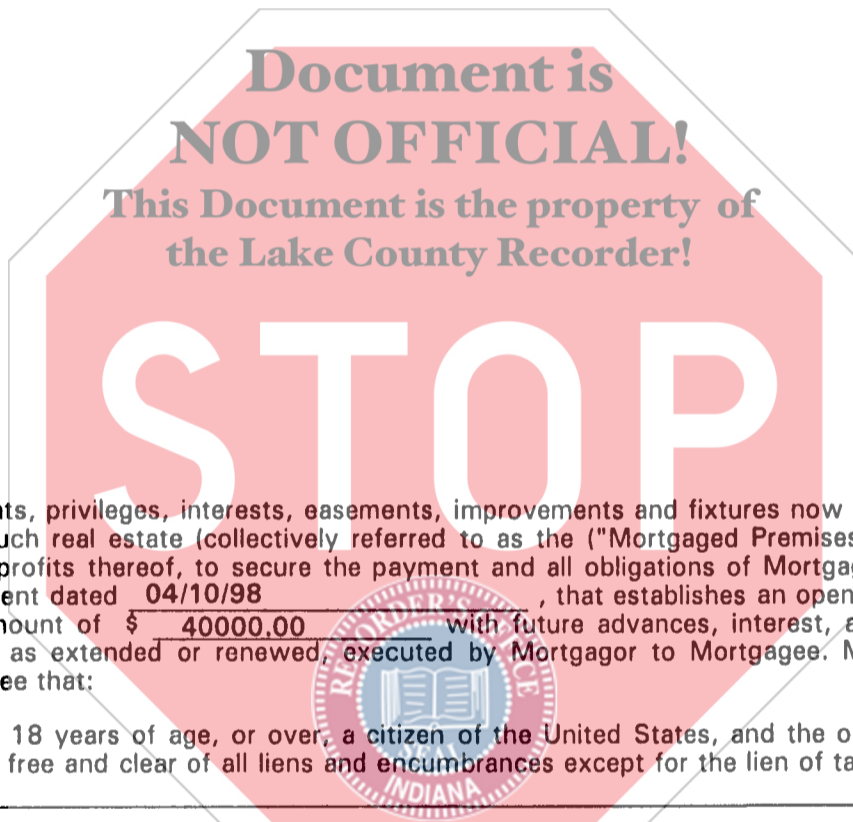 Document is
NOT OFFICIAL!
This Document is the property of
the Lake County Recorder!
STOP
ts, privileges, interests, easements, improvements and fixtures now
uch real estate (collectively referred to as the ("Mortgaged Premises
profits thereof, to secure the payment and all obligations of Mortga
ent dated 04/10/98 , that establishes an open
nount of $ 40000.00 with future advances, interest, a
as extended or renewed, executed by Mortgagor to Mortgagee. M
ee that:
18 years of age, or over, a citizen of the United States, and the o
free and clear of all liens and encumbrances except for the lien of ta
RECORDER'S OFFICE
SEAL
INDIANA